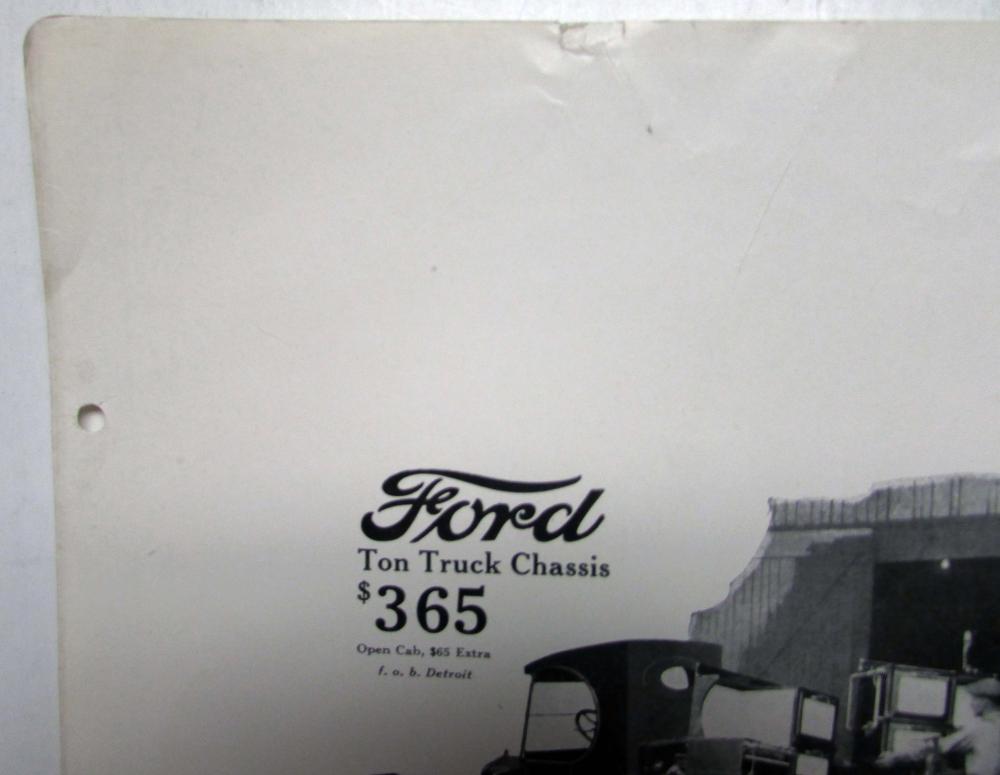 Ford
Ton Truck Chassis
$365
Open Cab, $65 Extra
f. o. b. Detroit